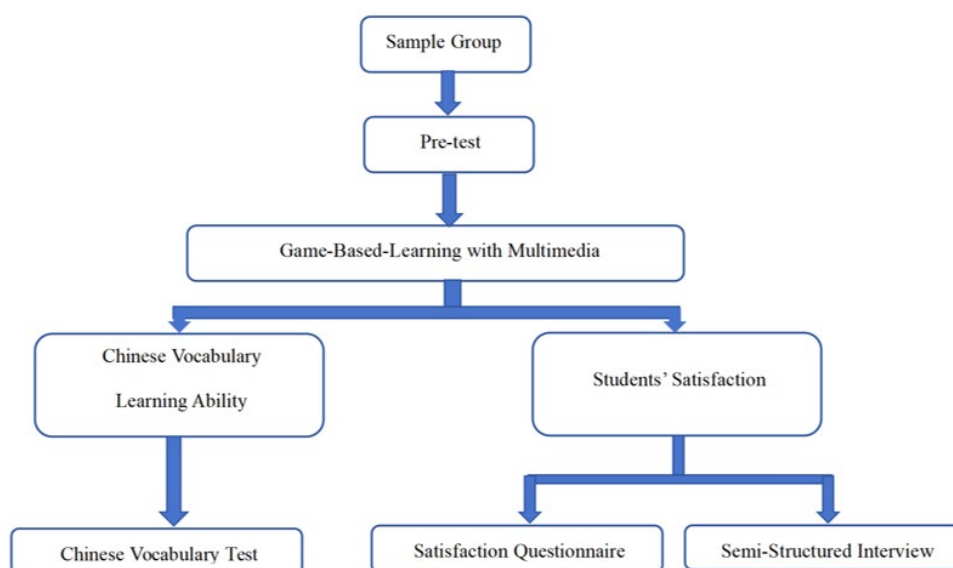 Sample Group
Pre-test
Game-Based-Learning with Multimedia
Chinese Vocabulary
Learning Ability
Students’ Satisfaction
Chinese Vocabulary Test
Satisfaction Questionnaire
Semi-Structured Interview